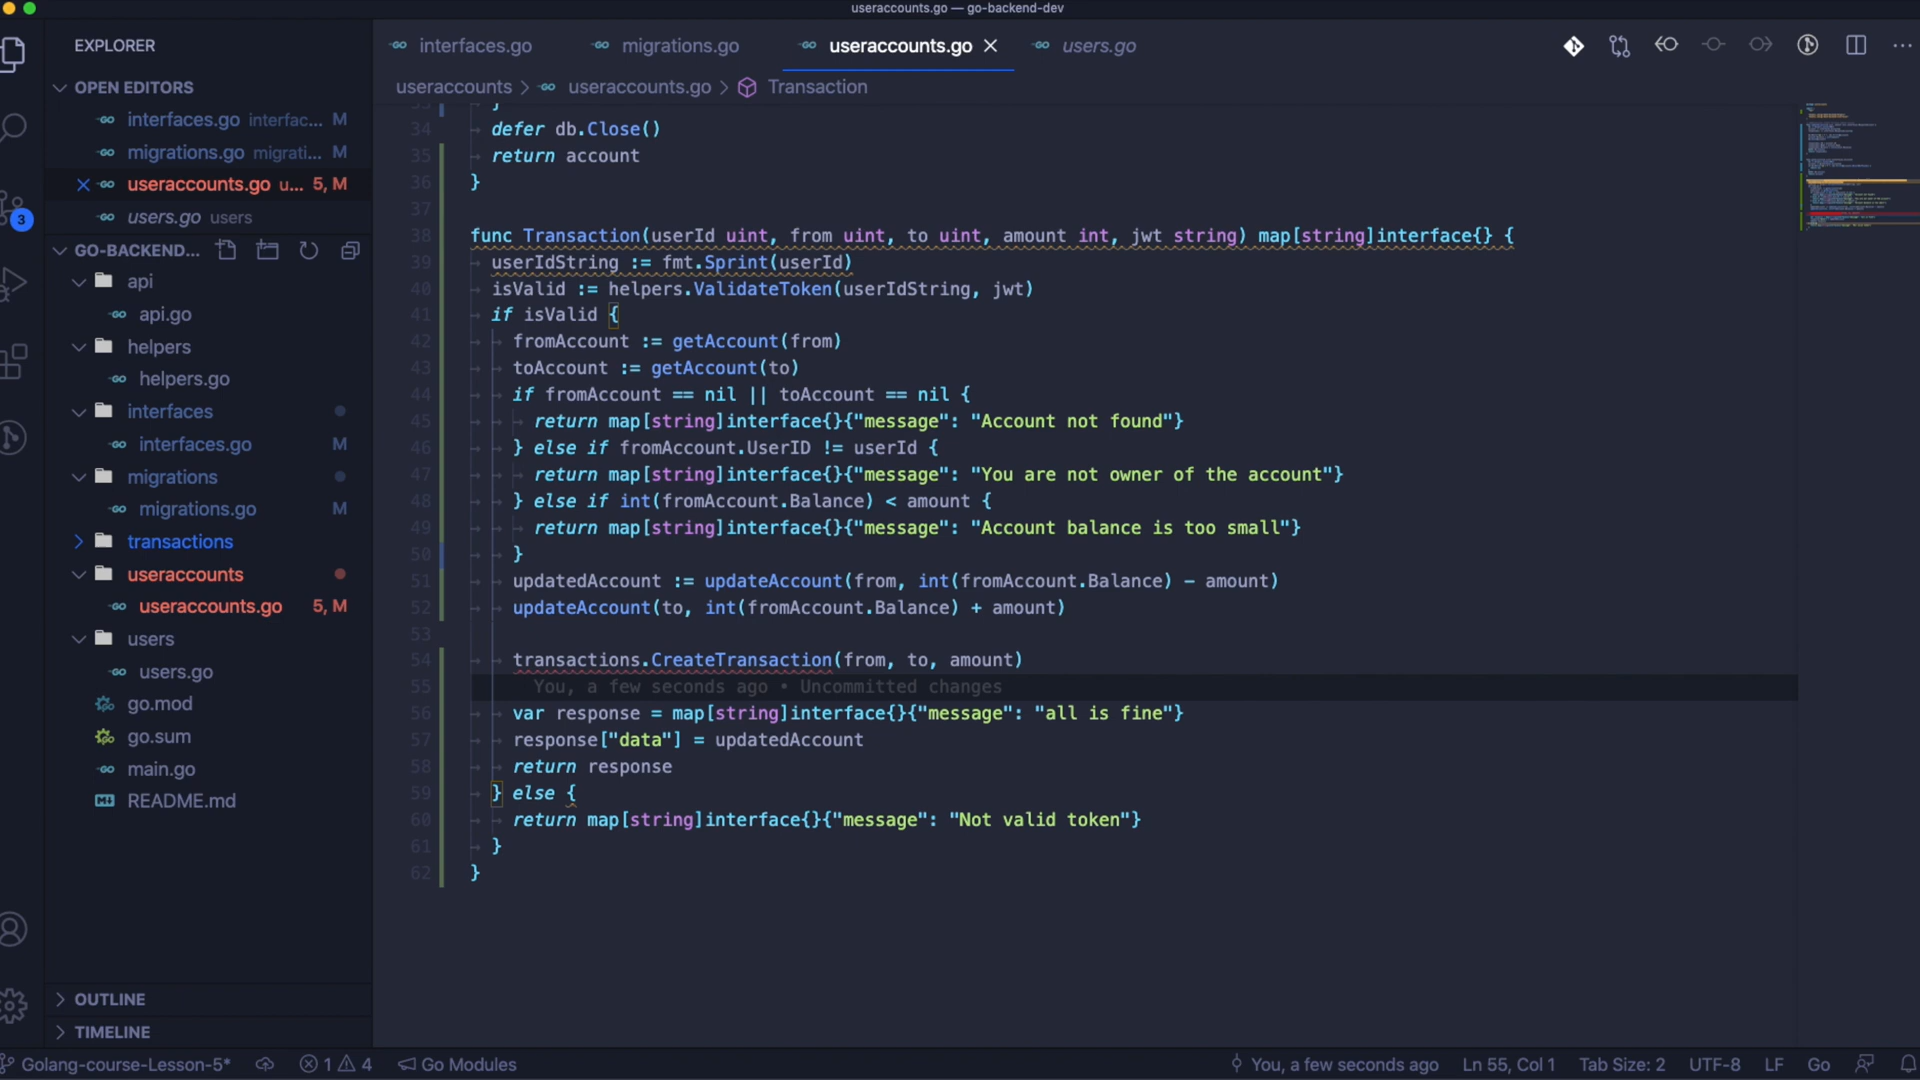 useraccounts.go — go-backend-dev
EXPLORER
OPEN EDITORS
interfaces.go interfac... M
migrations.go migrati... M
useraccounts.go u... 5, M
users.go users
GO-BACKEND...
api
api.go
helpers
helpers.go
interfaces
interfaces.go M
migrations
migrations.go M
transactions
useraccounts
useraccounts.go 5, M
users
users.go
go.mod
go.sum
main.go
README.md
OUTLINE
TIMELINE
3
interfaces.go migrations.go useraccounts.go users.go
useraccounts > useraccounts.go > Transaction
34 defer db.Close()
35 return account
36 }
37
38 func Transaction(userId uint, from uint, to uint, amount int, jwt string) map[string]interface{} {
39 userIdString := fmt.Sprint(userId)
40 isValid := helpers.ValidateToken(userIdString, jwt)
41 if isValid {
42 fromAccount := getAccount(from)
43 toAccount := getAccount(to)
44 if fromAccount == nil || toAccount == nil {
45 return map[string]interface{}{"message": "Account not found"}
46 } else if fromAccount.UserID != userId {
47 return map[string]interface{}{"message": "You are not owner of the account"}
48 } else if int(fromAccount.Balance) < amount {
49 return map[string]interface{}{"message": "Account balance is too small"}
50 }
51 updatedAccount := updateAccount(from, int(fromAccount.Balance) - amount)
52 updateAccount(to, int(fromAccount.Balance) + amount)
53
54 transactions.CreateTransaction(from, to, amount)
55 You, a few seconds ago • Uncommitted changes
56 var response = map[string]interface{}{"message": "all is fine"}
57 response["data"] = updatedAccount
58 return response
59 } else {
60 return map[string]interface{}{"message": "Not valid token"}
61 }
62 }
Golang-course-Lesson-5* 1 4 Go Modules You, a few seconds ago Ln 55, Col 1 Tab Size: 2 UTF-8 LF Go